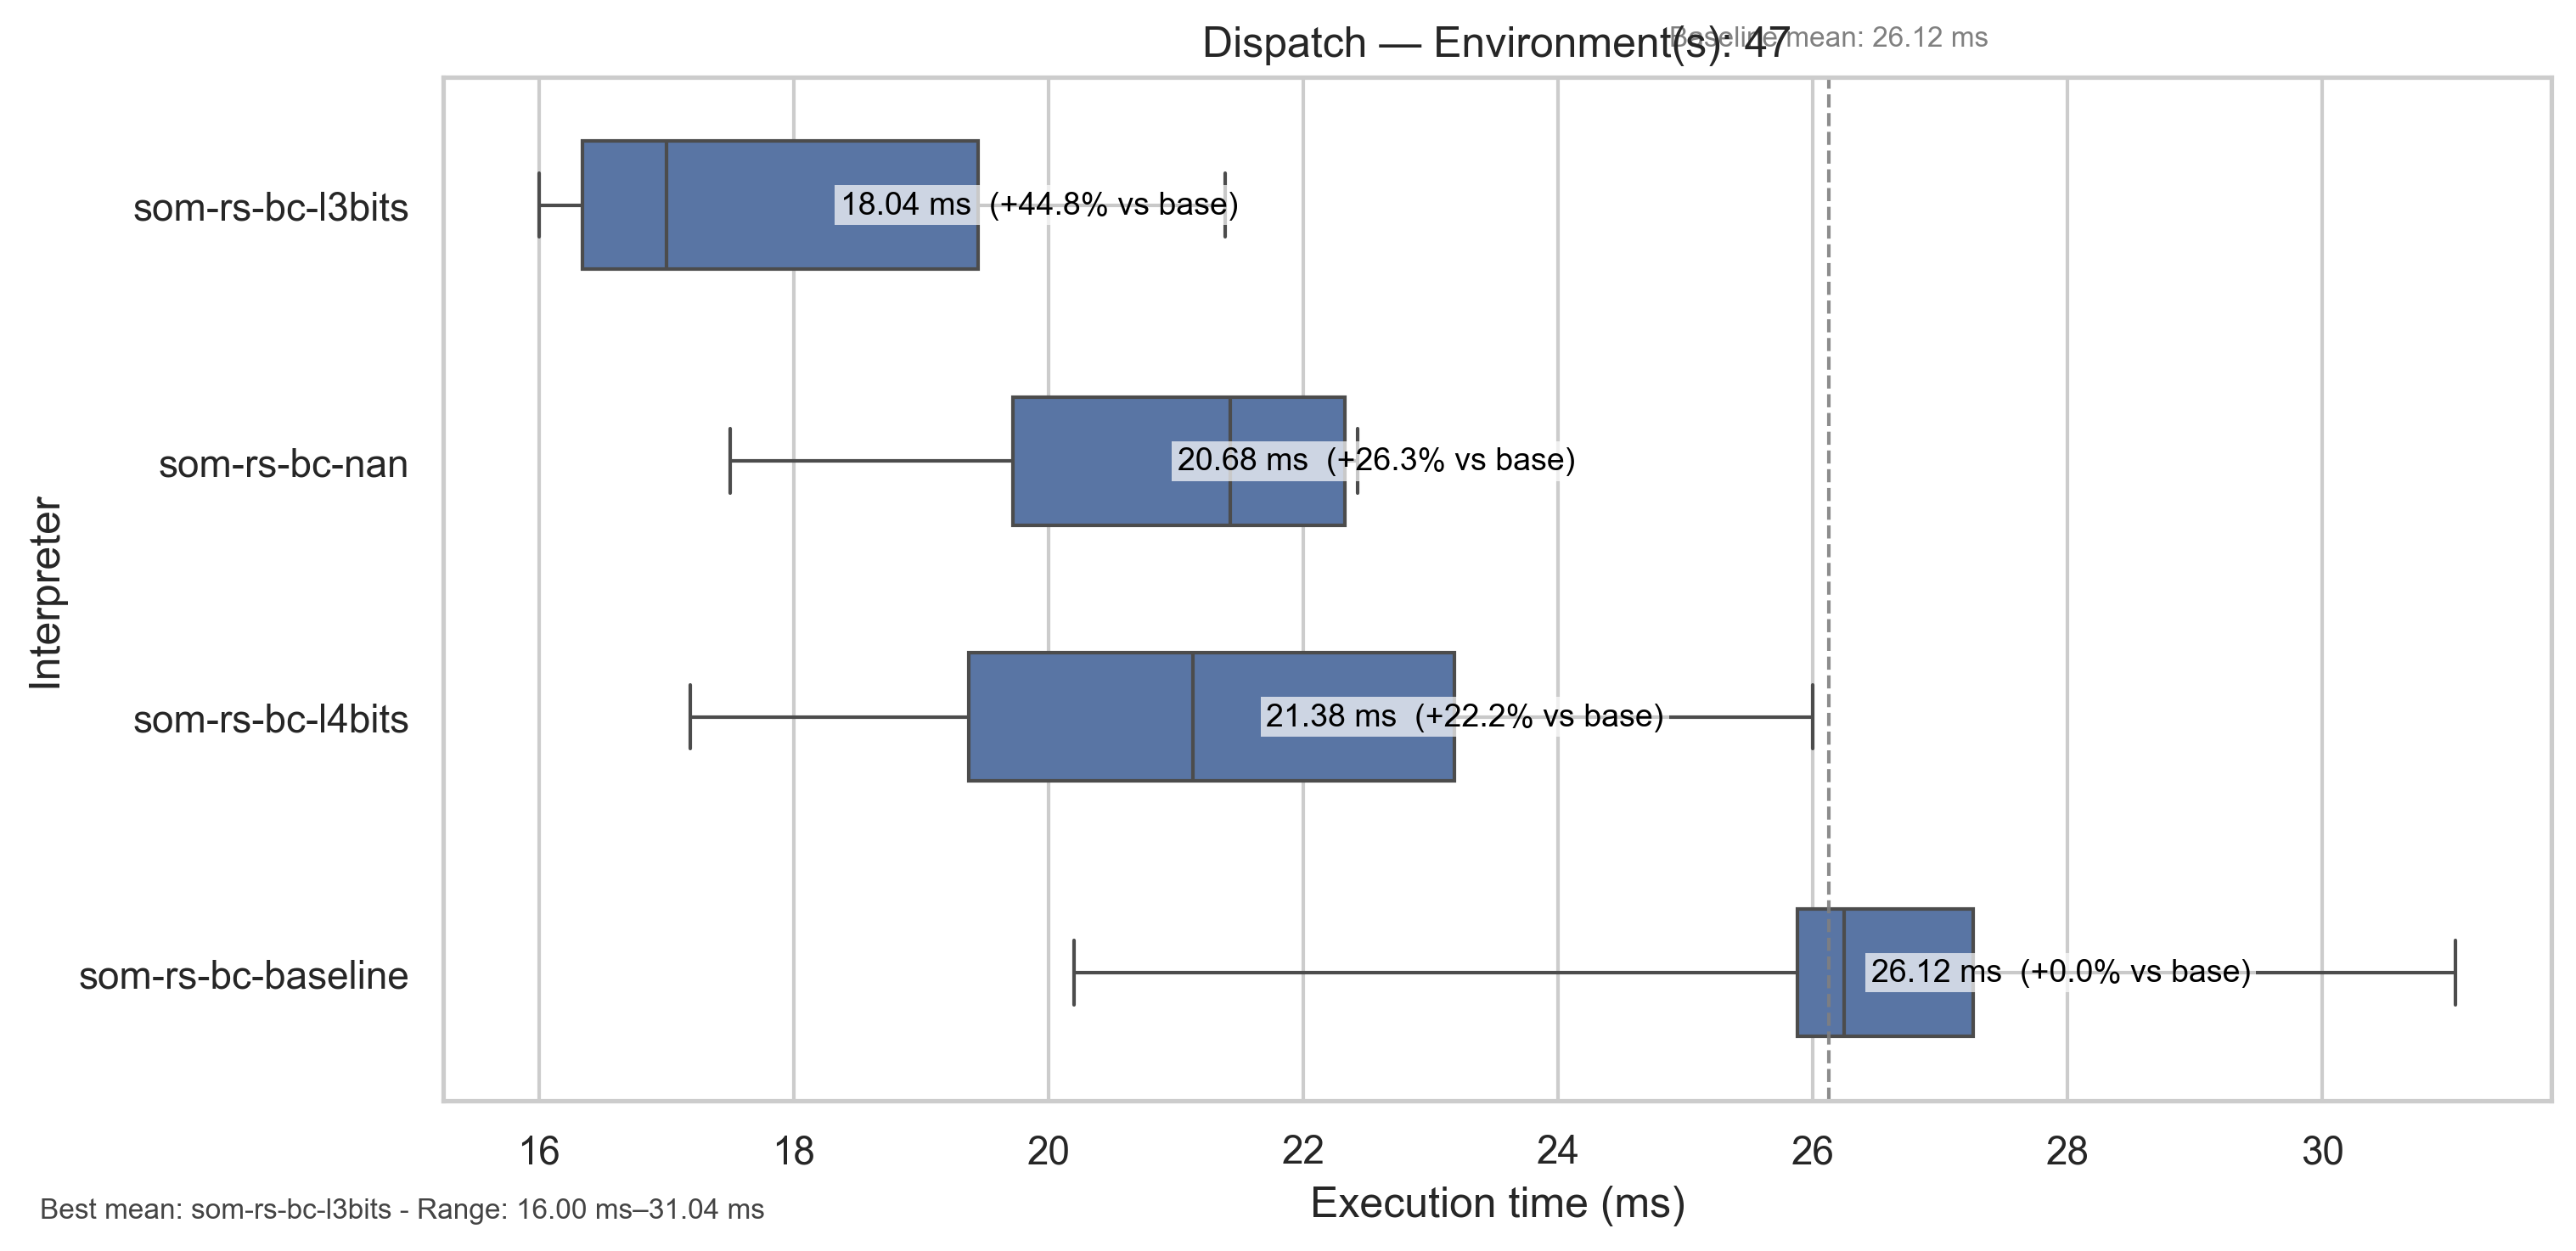 Dispatch — Environment(s): 47
Baseline mean: 26.12 ms
som-rs-bc-l3bits
18.04 ms (+44.8% vs base)
som-rs-bc-nan
20.68 ms (+26.3% vs base)
Interpreter
som-rs-bc-l4bits
21.38 ms (+22.2% vs base)
som-rs-bc-baseline
26.12 ms (+0.0% vs base)
16 18 20 22 24 26 28 30
Execution time (ms)
Best mean: som-rs-bc-l3bits - Range: 16.00 ms–31.04 ms